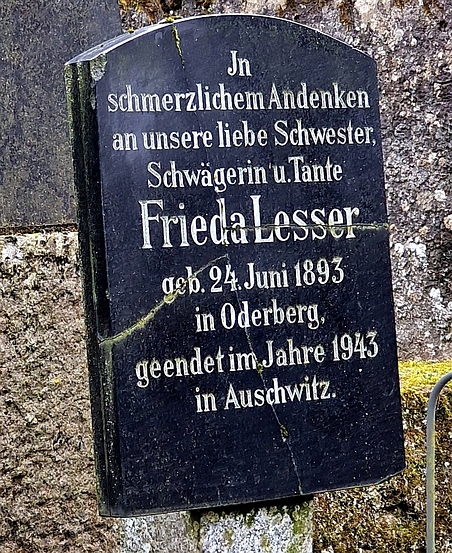 Jn
schmerzlichem Andenken
an unsere liebe Schwester,
Schwägerin u. Tante
Frieda Lesser
geb. 24. Juni 1893
in Oderberg,
geendet im Jahre 1943
in Auschwitz.